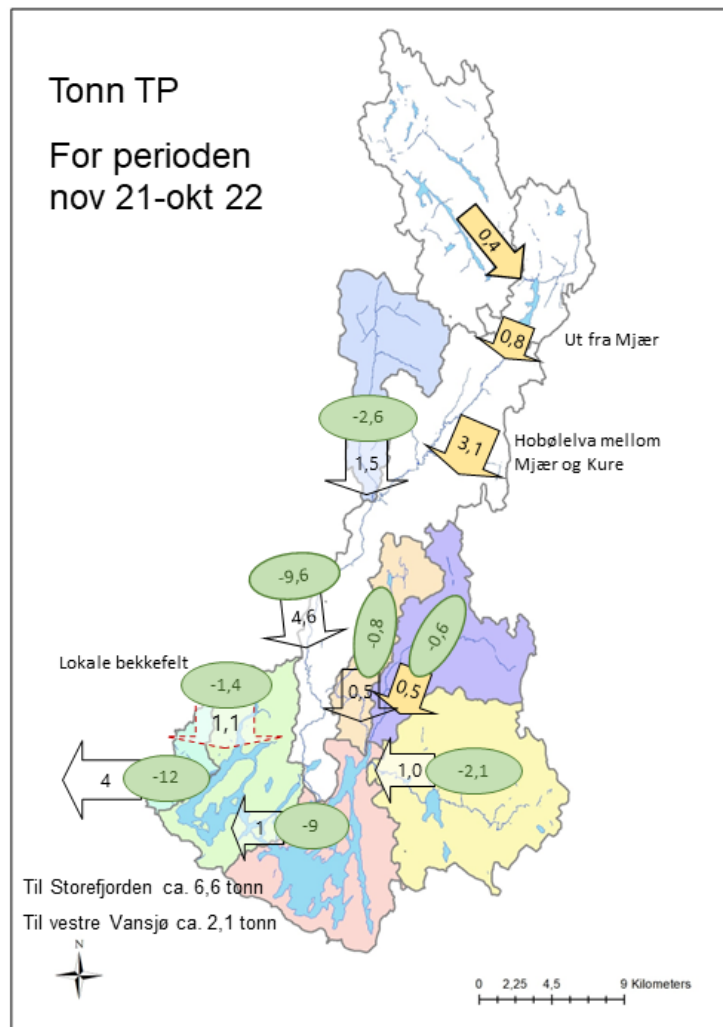 Tonn TP
For perioden
nov 21-okt 22
0,4
0,8
Ut fra Mjær
-2,6
3,1
Hobølelva mellom
Mjær og Kure
1,5
-9,6
4,6
-0,8
-0,6
Lokale bekkefelt
-1,4
0,5
0,5
1,1
4
-12
1,0
-2,1
1
-9
Til Storefjorden ca. 6,6 tonn
Til vestre Vansjø ca. 2,1 tonn
N
0 2,25 4,5 9 Kilometers